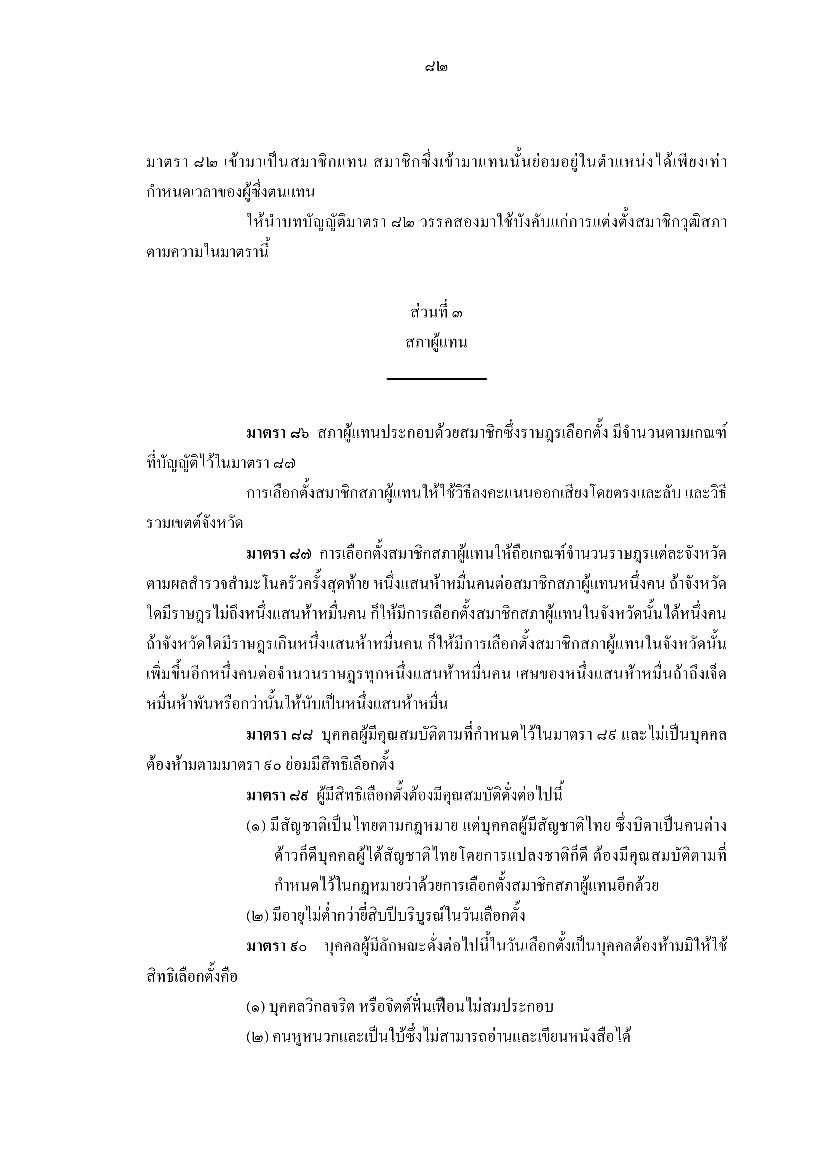 ๘๒
มาตรา ๘๒ เข้ามาเป็นสมาชิกแทน สมาชิกซึ่งเข้ามาแทนนั้นย่อมอยู่ในตำแหน่งได้เพียงเท่า
กำหนดเวลาของผู้ซึ่งตนแทน
ให้นำบทบัญญัติมาตรา ๘๒ วรรคสองมาใช้บังคับแก่การแต่งตั้งสมาชิกวุฒิสภา
ตามความในมาตรานี้
ส่วนที่ ๓
สภาผู้แทน
มาตรา ๘๖ สภาผู้แทนประกอบด้วยสมาชิกซึ่งราษฎรเลือกตั้ง มีจำนวนตามเกณฑ์
ที่บัญญัติไว้ในมาตรา ๘๗
การเลือกตั้งสมาชิกสภาผู้แทนให้ใช้วิธีลงคะแนนออกเสียงโดยตรงและลับ และวิธี
รวมเขตต์จังหวัด
มาตรา ๘๗ การเลือกตั้งสมาชิกสภาผู้แทนให้ถือเกณฑ์จำนวนราษฎรแต่ละจังหวัด
ตามผลสำรวจสำมะโนครัวครั้งสุดท้าย หนึ่งแสนห้าหมื่นคนต่อสมาชิกสภาผู้แทนหนึ่งคน ถ้าจังหวัด
ใดมีราษฎรไม่ถึงหนึ่งแสนห้าหมื่นคน ก็ให้มีการเลือกตั้งสมาชิกสภาผู้แทนในจังหวัดนั้นได้หนึ่งคน
ถ้าจังหวัดใดมีราษฎรเกินหนึ่งแสนห้าหมื่นคน ก็ให้มีการเลือกตั้งสมาชิกสภาผู้แทนในจังหวัดนั้น
เพิ่มขึ้นอีกหนึ่งคนต่อจำนวนราษฎรทุกหนึ่งแสนห้าหมื่นคน เศษของหนึ่งแสนห้าหมื่นถ้าถึงเจ็ด
หมื่นห้าพันหรือกว่านั้นให้นับเป็นหนึ่งแสนห้าหมื่น
มาตรา ๘๘ บุคคลผู้มีคุณสมบัติตามที่กำหนดไว้ในมาตรา ๘๙ และไม่เป็นบุคคล
ต้องห้ามตามมาตรา ๙๐ ย่อมมีสิทธิเลือกตั้ง
มาตรา ๘๙ ผู้มีสิทธิเลือกตั้งต้องมีคุณสมบัติดั่งต่อไปนี้
(๑) มีสัญชาติเป็นไทยตามกฎหมาย แต่บุคคลผู้มีสัญชาติไทย ซึ่งบิดาเป็นคนต่าง
ด้าวก็ดีบุคคลผู้ได้สัญชาติไทยโดยการแปลงชาติก็ดี ต้องมีคุณสมบัติตามที่
กำหนดไว้ในกฎหมายว่าด้วยการเลือกตั้งสมาชิกสภาผู้แทนอีกด้วย
(๒) มีอายุไม่ต่ำกว่ายี่สิบปีบริบูรณ์ในวันเลือกตั้ง
มาตรา ๙๐ บุคคลผู้มีลักษณะดั่งต่อไปนี้ในวันเลือกตั้งเป็นบุคคลต้องห้ามมิให้ใช้
สิทธิเลือกตั้งคือ
(๑) บุคคลวิกลจริต หรือจิตต์ฟั่นเฟือนไม่สมประกอบ
(๒) คนหูหนวกและเป็นใบ้ซึ่งไม่สามารถอ่านและเขียนหนังสือได้